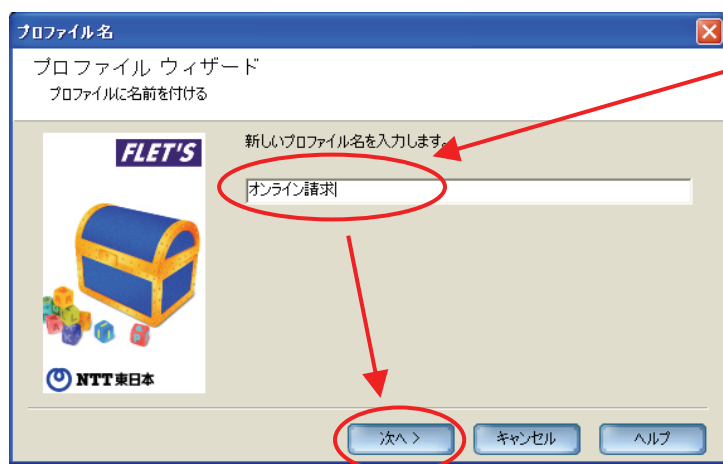 プロファイル名
プロファイル ウィザード
プロファイルに名前を付ける
FLET'S
新しいプロファイル名を入力します。
オンライン請求
NTT東日本
次へ >
キャンセル
ヘルプ